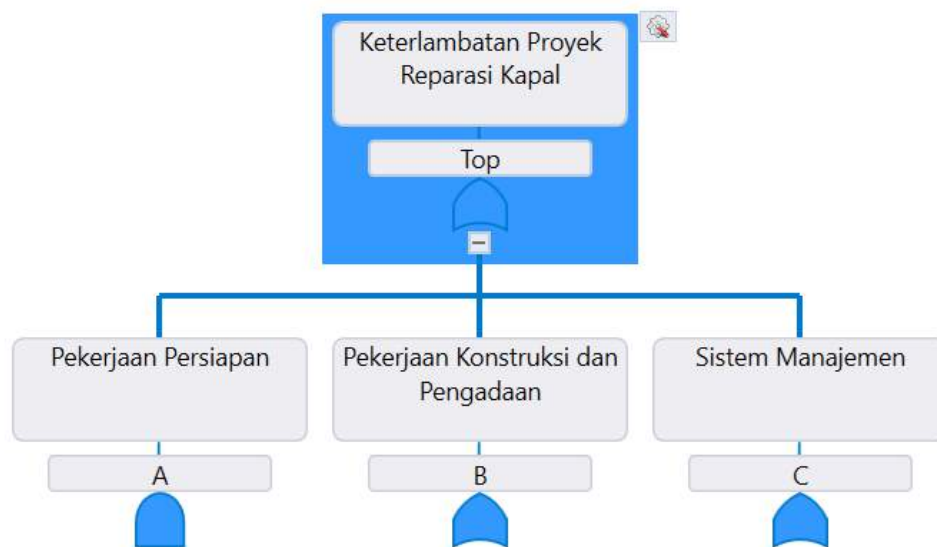 Keterlambatan Proyek
Reparasi Kapal
Top
Pekerjaan Persiapan
Pekerjaan Konstruksi dan
Pengadaan
Sistem Manajemen
A
B
C